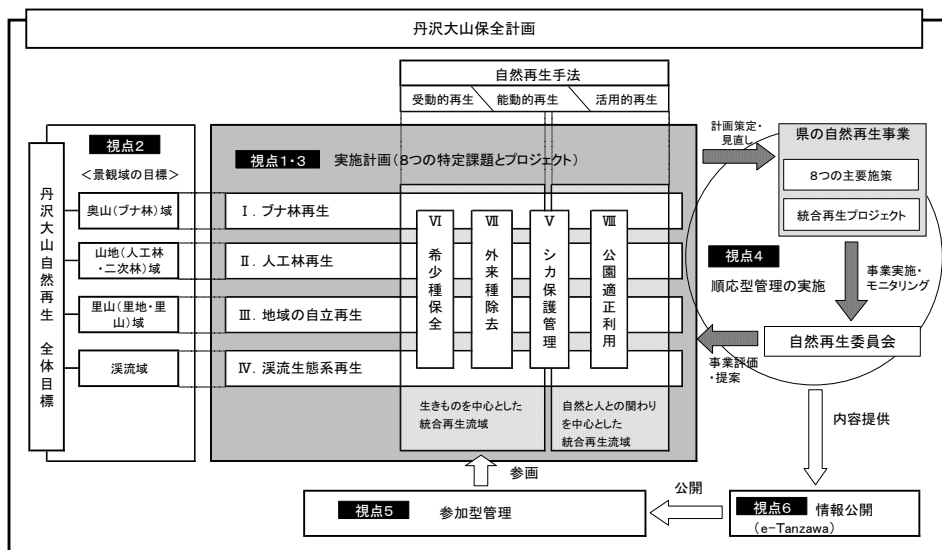 丹沢大山保全計画
自然再生手法
受動的再生
能動的再生
活用的再生
視点2
<景観域の目標>
丹沢大山自然再生 全体目標
奥山(ブナ林)域
山地(人工林
・二次林)域
里山(里地・里
山)域
渓流域
視点1・3 実施計画(8つの特定課題とプロジェクト)
Ⅰ. ブナ林再生
Ⅱ. 人工林再生
Ⅲ. 地域の自立再生
Ⅳ. 渓流生態系再生
Ⅵ 希少種保全
Ⅶ 外来種除去
Ⅴ シカ保護管理
Ⅷ 公園適正利用
生きものを中心とした
統合再生流域
自然と人との関わり
を中心とした
統合再生流域
計画策定・
見直し
県の自然再生事業
8つの主要施策
統合再生プロジェクト
視点4
順応型管理の実施
事業実施・
モニタリング
自然再生委員会
事業評価
・提案
内容提供
参画
公開
視点5 参加型管理
視点6 情報公開
(e-Tanzawa)